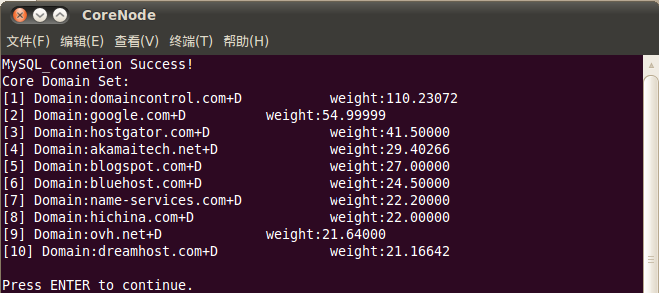 CoreNode
文件(F) 编辑(E) 查看(V) 终端(T) 帮助(H)
MySQL_Connetion Success!
Core Domain Set:
[1] Domain:domaincontrol.com+D weight:110.23072
[2] Domain:google.com+D weight:54.99999
[3] Domain:hostgator.com+D weight:41.50000
[4] Domain:akamaitech.net+D weight:29.40266
[5] Domain:blogspot.com+D weight:27.00000
[6] Domain:bluehost.com+D weight:24.50000
[7] Domain:name-services.com+D weight:22.20000
[8] Domain:hichina.com+D weight:22.00000
[9] Domain:ovh.net+D weight:21.64000
[10] Domain:dreamhost.com+D weight:21.16642
Press ENTER to continue.